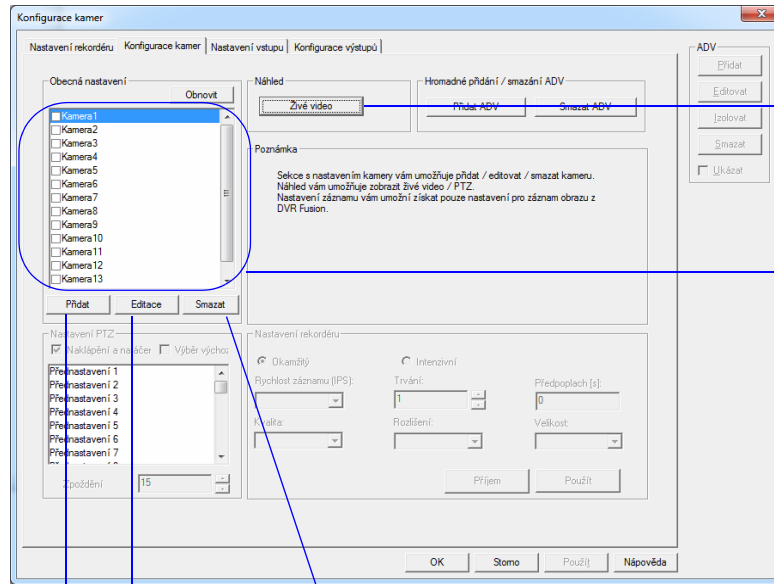 Konfigurace kamer
Nastavení rekordéru Konfigurace kamer Nastavení vstupu Konfigurace výstupů
ADV
Přidat
Editovat
Izolovat
Smazat
Ukázat
Obecná nastavení
Obnovit
Kamera1
Kamera2
Kamera3
Kamera4
Kamera5
Kamera6
Kamera7
Kamera8
Kamera9
Kamera10
Kamera11
Kamera12
Kamera13
Přidat Editace Smazat
Náhled
Živé video
Hromadné přidání / smazání ADV
Přidat ADV Smazat ADV
Poznámka
Sekce s nastavením kamery vám umožňuje přidat / editovat / smazat kameru.
Náhled vám umožňuje zobrazit živé video / PTZ.
Nastavení záznamu vám umožní získat pouze nastavení pro záznam obrazu z
DVR Fusion.
Nastavení PTZ
Naklápění a natáčer Výběr výchoz
Přednastavení 1
Přednastavení 2
Přednastavení 3
Přednastavení 4
Přednastavení 5
Přednastavení 6
Přednastavení 7
Zpoždění 15
Nastavení rekordéru
Okamžitý Intenzivní
Rychlost záznamu (IPS): Trvání: Předpoplach [s]:
1 0
Kvalita: Rozlišení: Velikost:
Příjem Použít
OK Storno Použít Nápověda